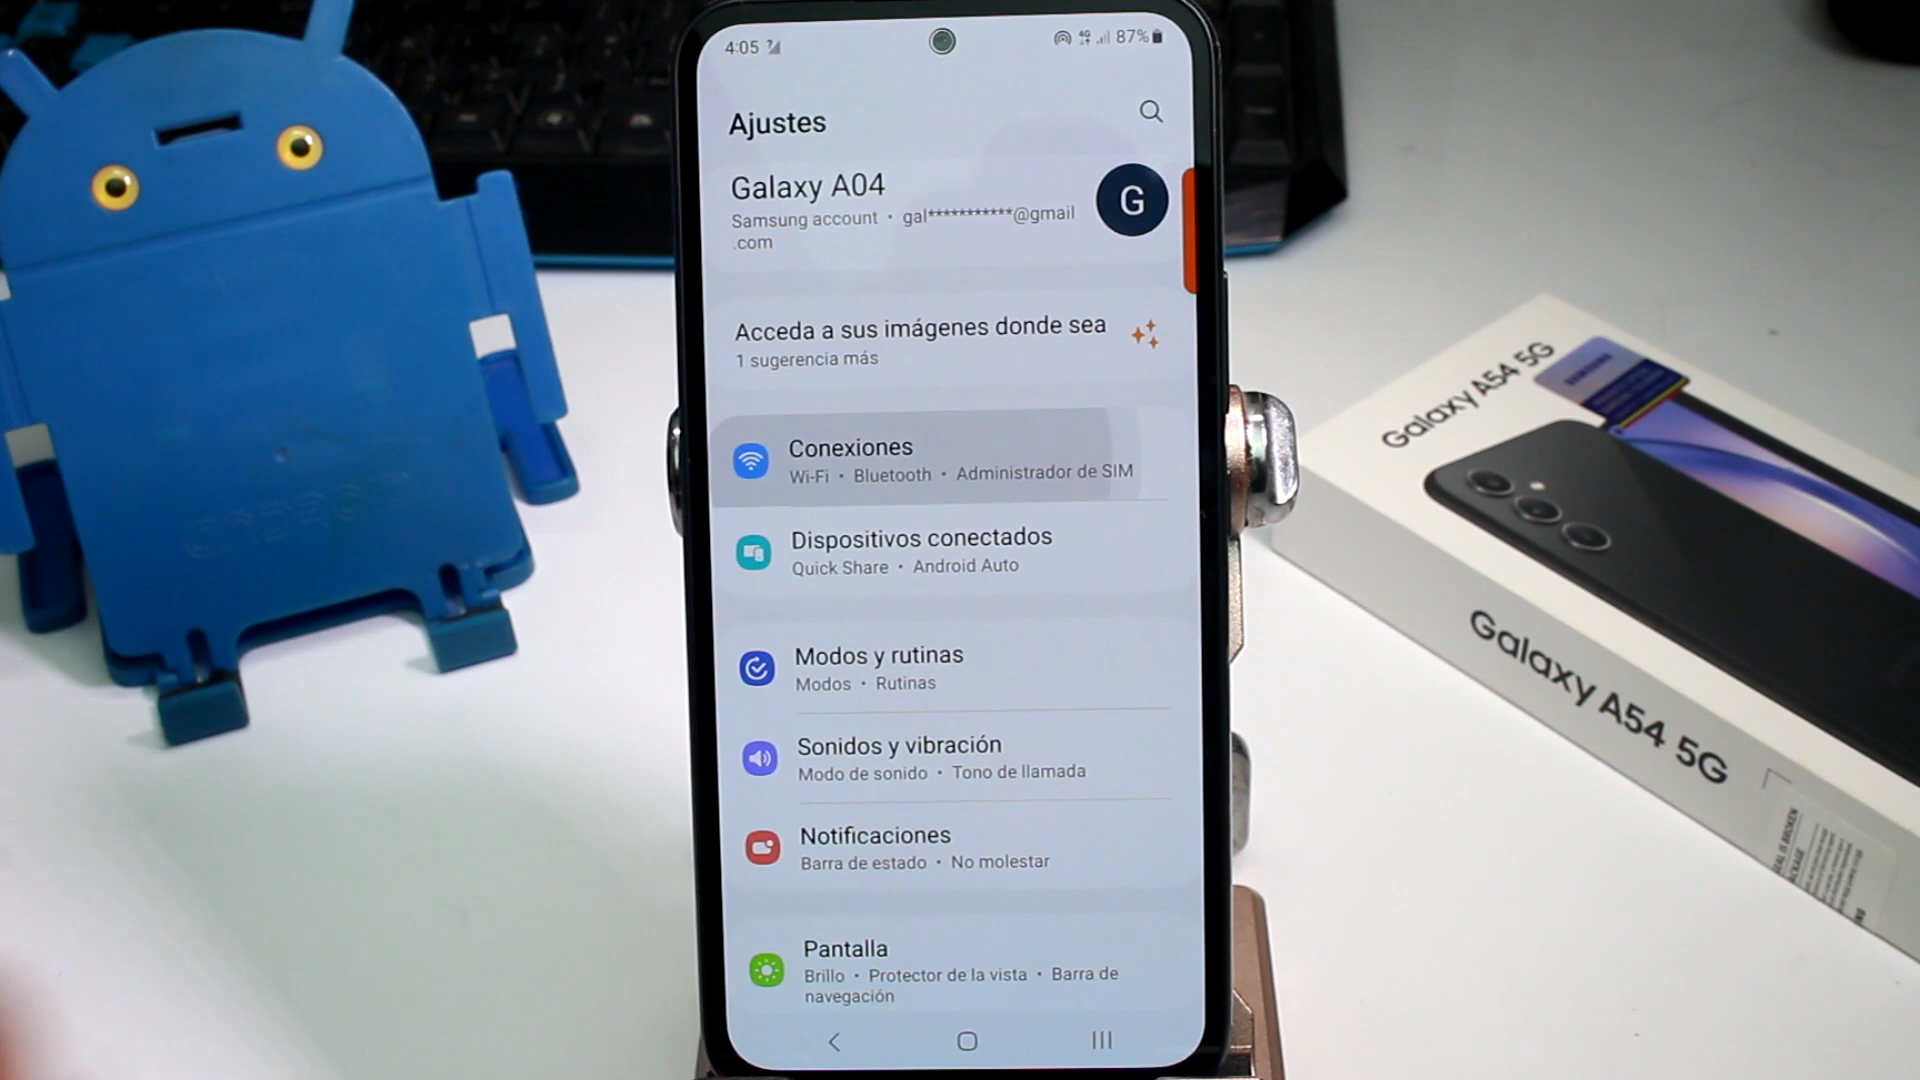 4:05
4G
87%
Ajustes
Galaxy A04
Samsung account • gal***********@gmail
.com
G
Acceda a sus imágenes donde sea
1 sugerencia más
Conexiones
Wi-Fi • Bluetooth • Administrador de SIM
Dispositivos conectados
Quick Share • Android Auto
Modos y rutinas
Modos • Rutinas
Sonidos y vibración
Modo de sonido • Tono de llamada
Notificaciones
Barra de estado • No molestar
Pantalla
Brillo • Protector de la vista • Barra de
navegación
Galaxy A54 5G
SAMSUNG
Galaxy A54 5G